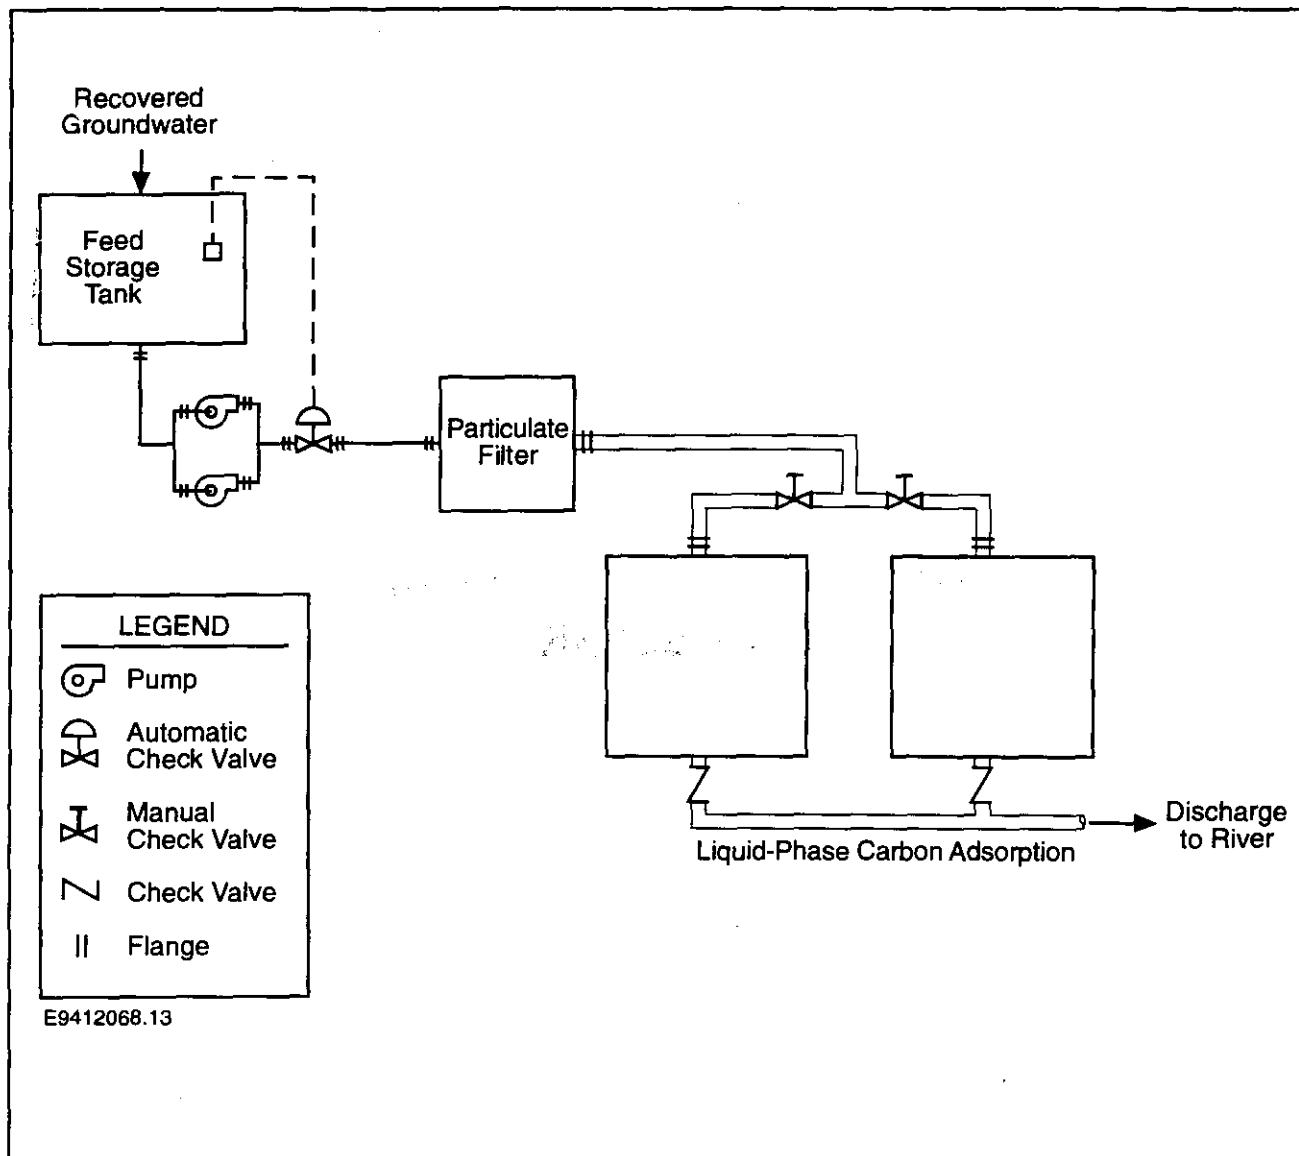 Recovered
Groundwater
Feed
Storage
Tank
Particulate
Filter
LEGEND
Pump
Automatic
Check Valve
Manual
Check Valve
Check Valve
Flange
E9412068.13
Liquid-Phase Carbon Adsorption
Discharge
to River